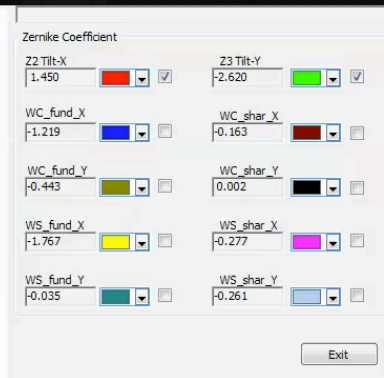 Zernike Coefficient
Z2 Tilt-X Z3 Tilt-Y
1.450 -2.620
WC_fund_X WC_shar_X
-1.219 -0.163
WC_fund_Y WC_shar_Y
-0.443 0.002
WS_fund_X WS_shar_X
-1.767 -0.277
WS_fund_Y WS_shar_Y
-0.035 -0.261
Exit